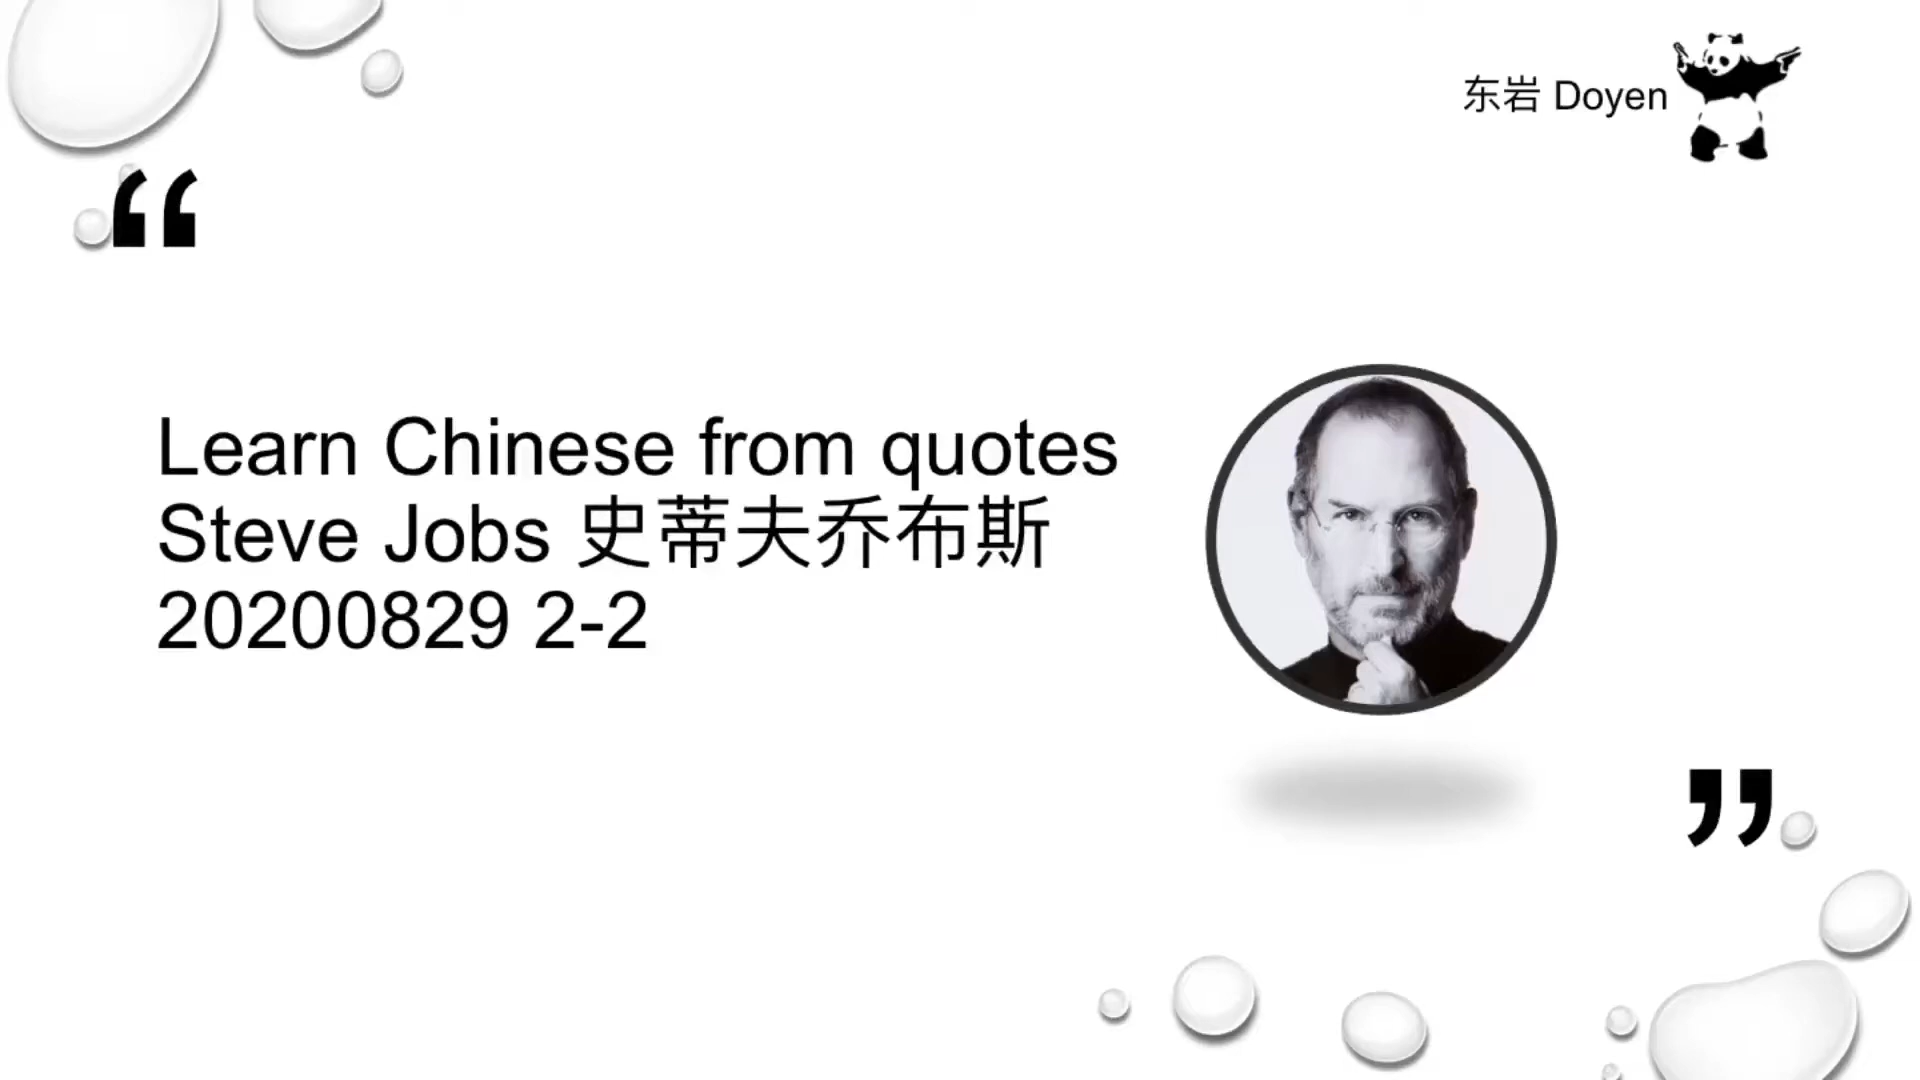 东岩 Doyen
Learn Chinese from quotes
Steve Jobs 史蒂夫乔布斯
20200829 2-2